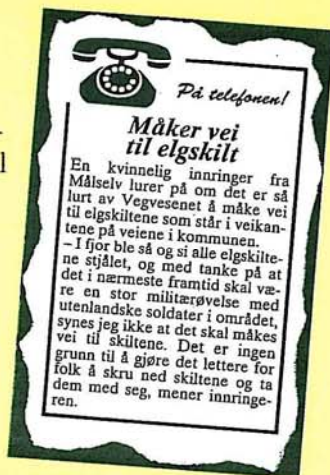 På telefonen!
Måker vei
til elgskilt
En kvinnelig innringer fra
Målselv lurer på om det er så
lurt av Vegvesenet å måke vei
til elgskiltene som står i veikan-
tene på veiene i kommunen.
– I fjor ble så og si alle elgskilte-
ne stjålet, og med tanke på at
det i nærmeste framtid skal væ-
re en stor militærøvelse med
utenlandske soldater i området,
synes jeg ikke at det skal måkes
vei til skiltene. Det er ingen
grunn til å gjøre det lettere for
folk å skru ned skiltene og ta
dem med seg, mener innringe-
ren.